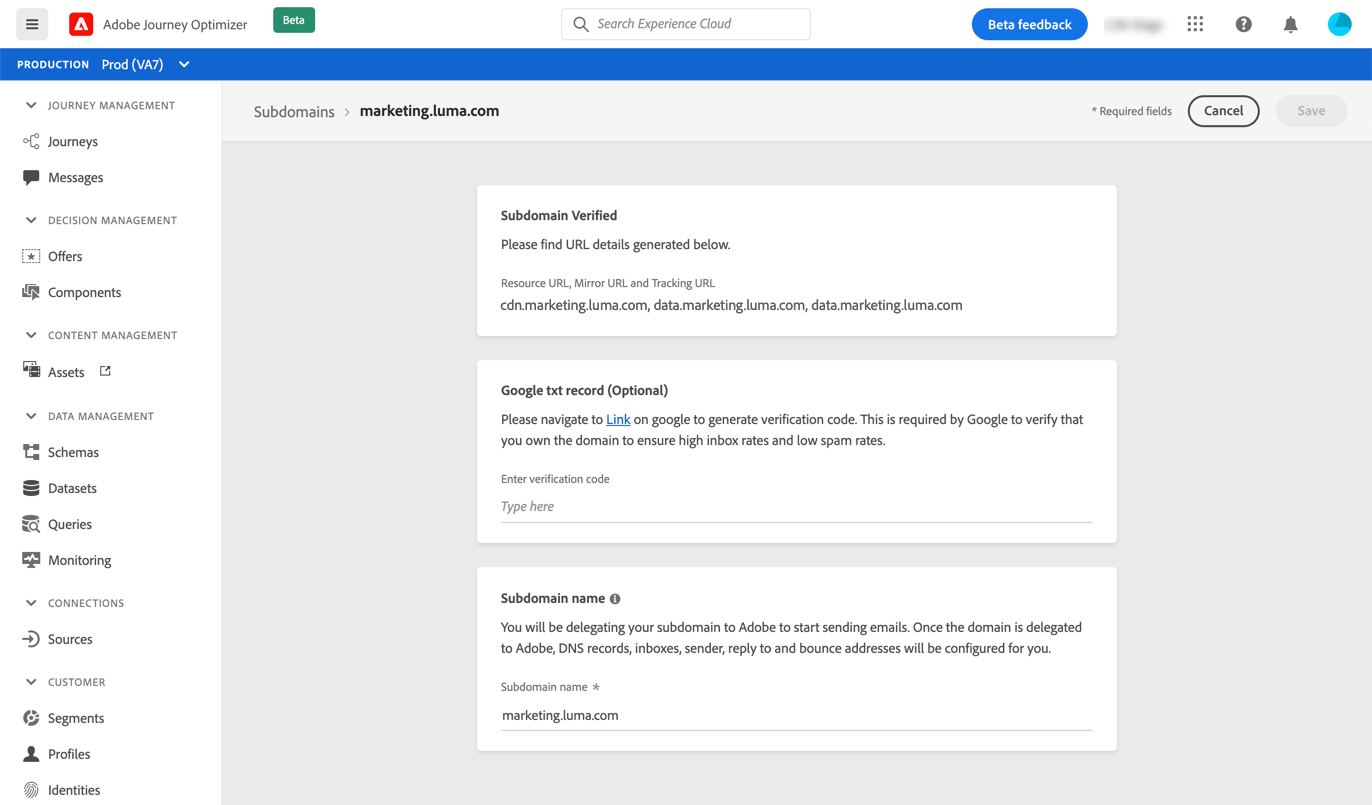 Adobe Journey Optimizer
Beta
Search Experience Cloud
Beta feedback
PRODUCTION Prod (VA7)
JOURNEY MANAGEMENT
Journeys
Messages
DECISION MANAGEMENT
Offers
Components
CONTENT MANAGEMENT
Assets
DATA MANAGEMENT
Schemas
Datasets
Queries
Monitoring
CONNECTIONS
Sources
CUSTOMER
Segments
Profiles
Identities
Subdomains > marketing.luma.com
* Required fields
Cancel
Save
Subdomain Verified
Please find URL details generated below.
Resource URL, Mirror URL and Tracking URL
cdn.marketing.luma.com, data.marketing.luma.com, data.marketing.luma.com
Google txt record (Optional)
Please navigate to Link on google to generate verification code. This is required by Google to verify that
you own the domain to ensure high inbox rates and low spam rates.
Enter verification code
Type here
Subdomain name
You will be delegating your subdomain to Adobe to start sending emails. Once the domain is delegated
to Adobe, DNS records, inboxes, sender, reply to and bounce addresses will be configured for you.
Subdomain name *
marketing.luma.com